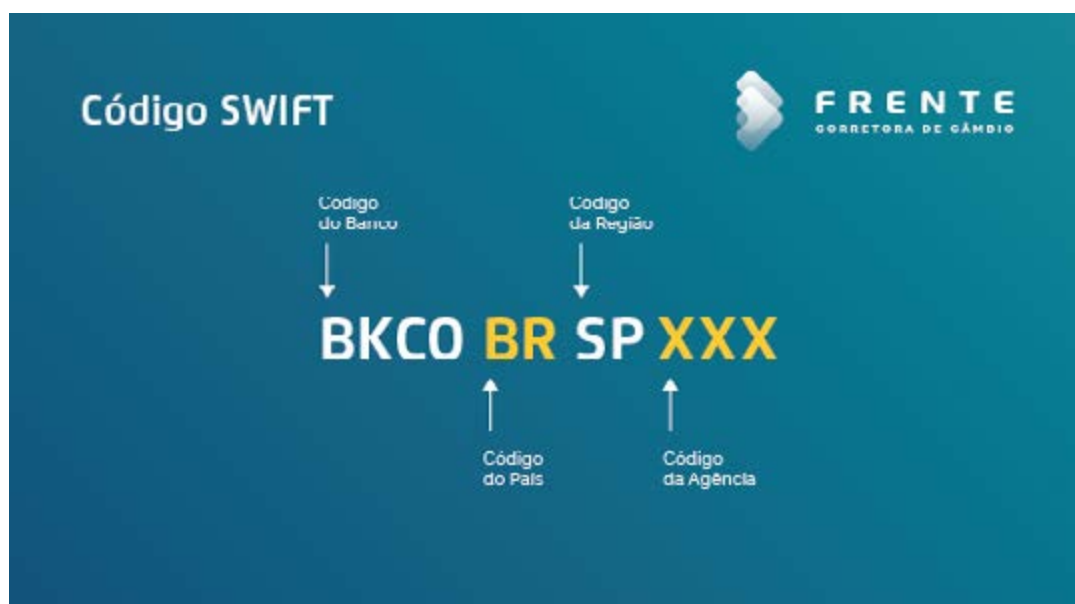 Código SWIFT
FRENTE
CORRETORA DE CÂMBIO
Código
do Banco
Código
da Região
BKCO BR SP XXX
Código
do País
Código
da Agência